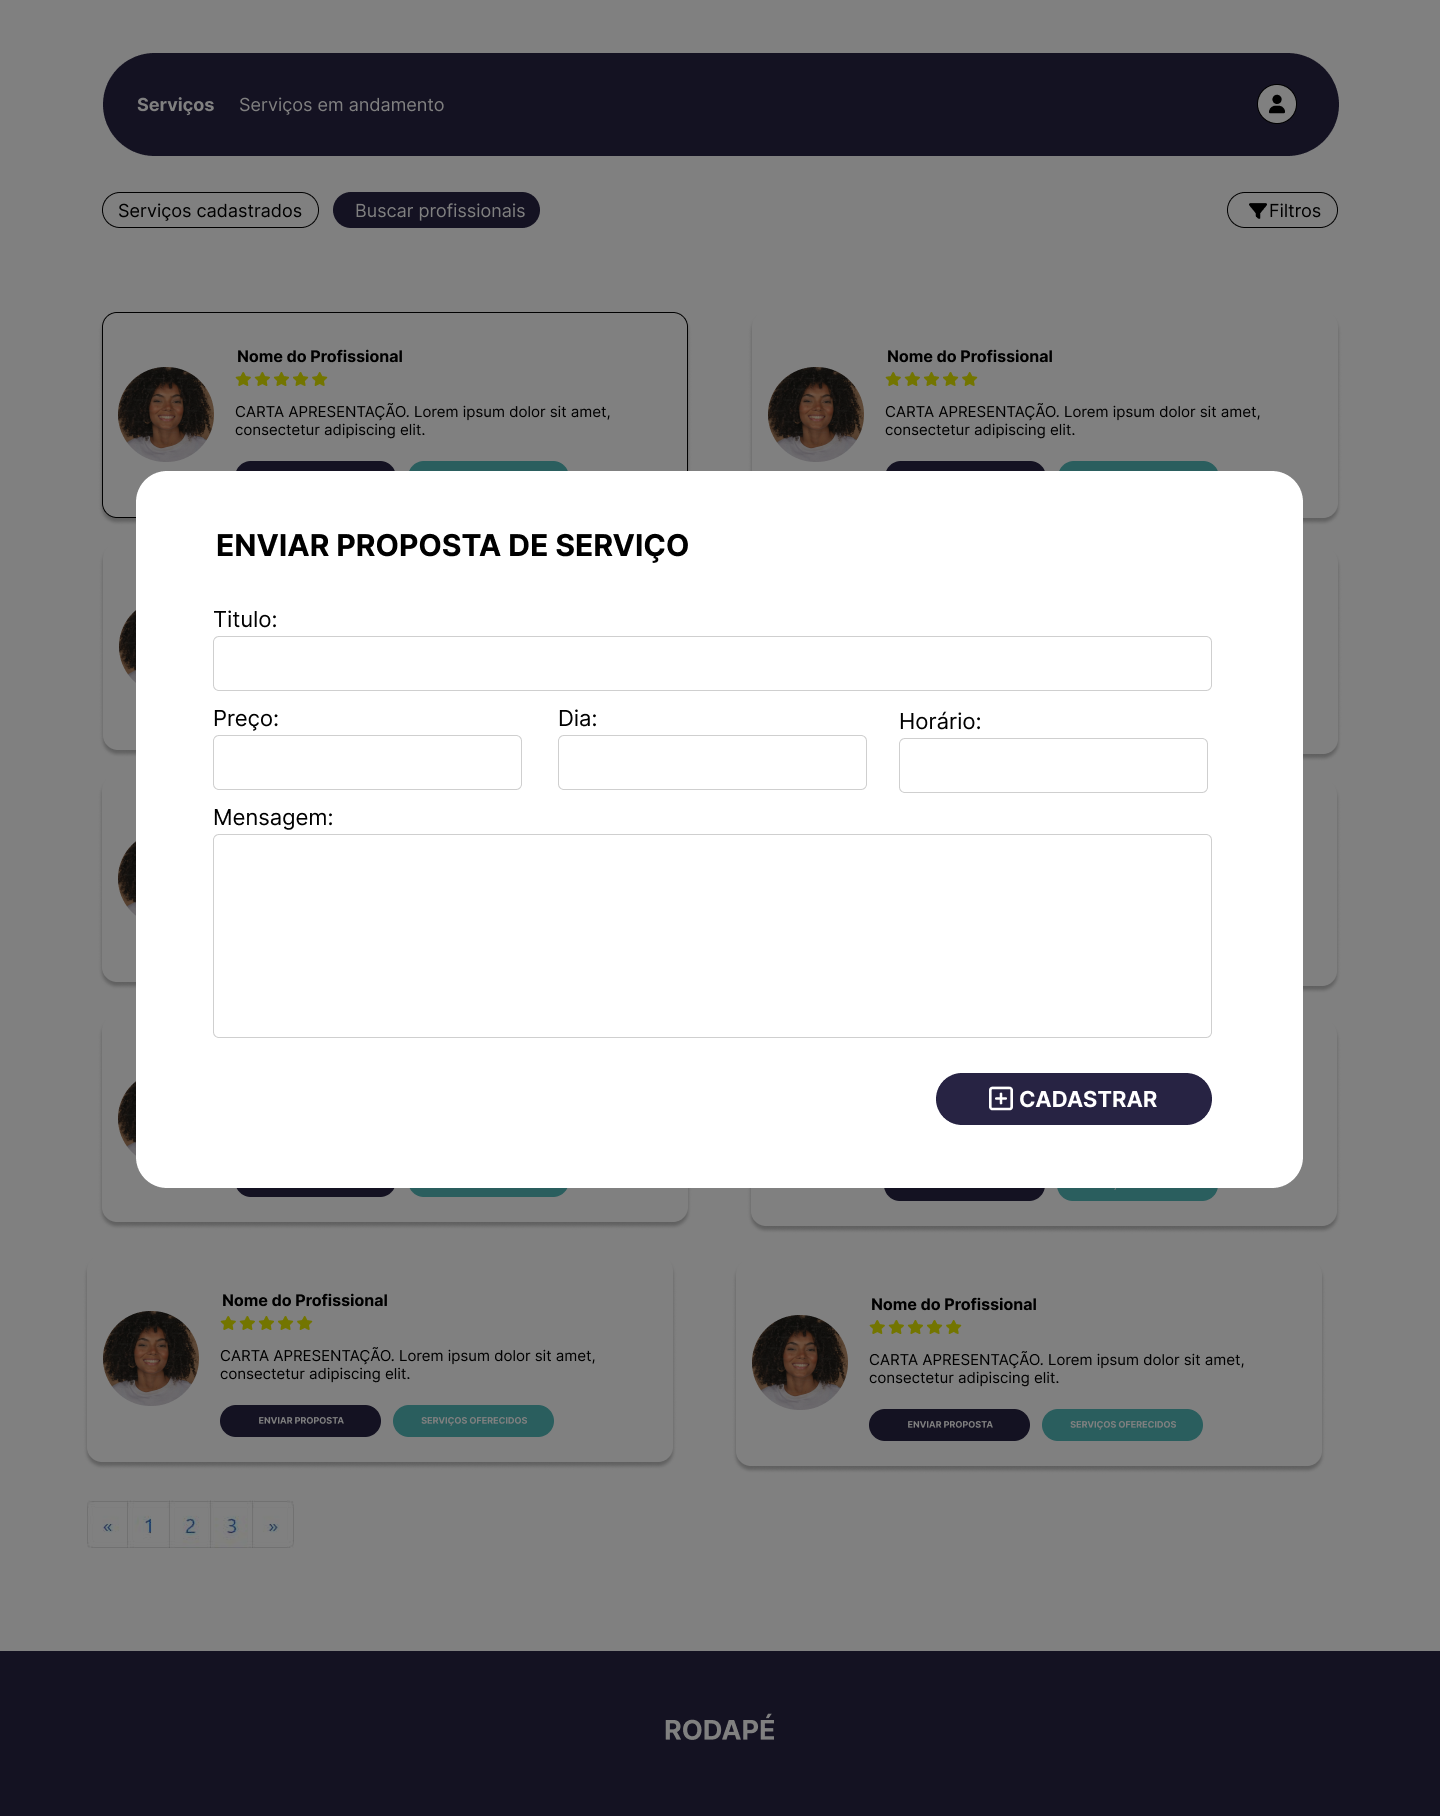 Serviços Serviços em andamento
Serviços cadastrados Buscar profissionais Filtros
Nome do Profissional
CARTA APRESENTAÇÃO. Lorem ipsum dolor sit amet,
consectetur adipiscing elit.
Nome do Profissional
CARTA APRESENTAÇÃO. Lorem ipsum dolor sit amet,
consectetur adipiscing elit.
ENVIAR PROPOSTA DE SERVIÇO
Titulo:
Preço: Dia: Horário:
Mensagem:
CADASTRAR
Nome do Profissional
CARTA APRESENTAÇÃO. Lorem ipsum dolor sit amet,
consectetur adipiscing elit.
ENVIAR PROPOSTA SERVIÇOS OFERECIDOS
Nome do Profissional
CARTA APRESENTAÇÃO. Lorem ipsum dolor sit amet,
consectetur adipiscing elit.
ENVIAR PROPOSTA SERVIÇOS OFERECIDOS
« 1 2 3 »
RODAPÉ